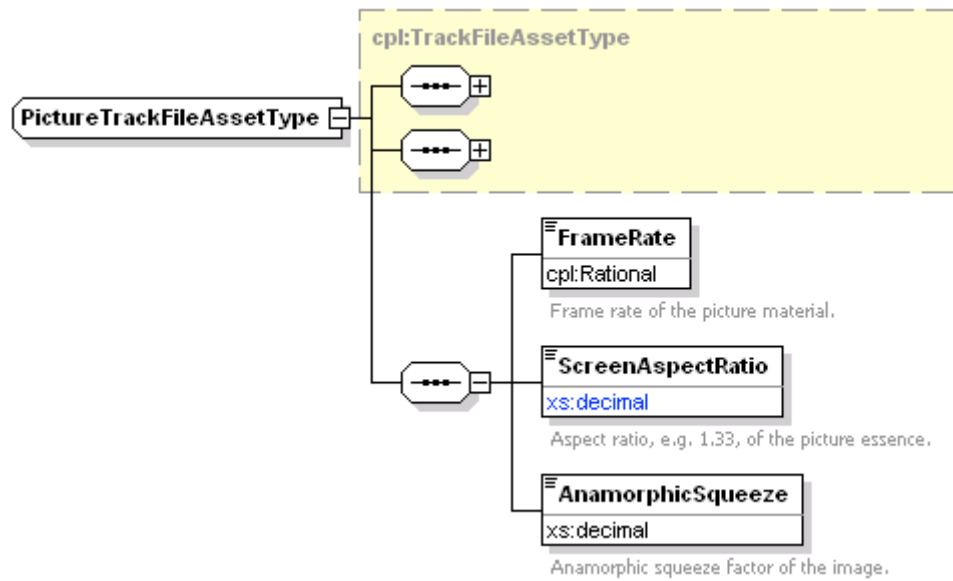 cpl:TrackFileAssetType
PictureTrackFileAssetType
FrameRate
cpl:Rational
Frame rate of the picture material.
ScreenAspectRatio
xs:decimal
Aspect ratio, e.g. 1.33, of the picture essence.
AnamorphicSqueeze
xs:decimal
Anamorphic squeeze factor of the image.